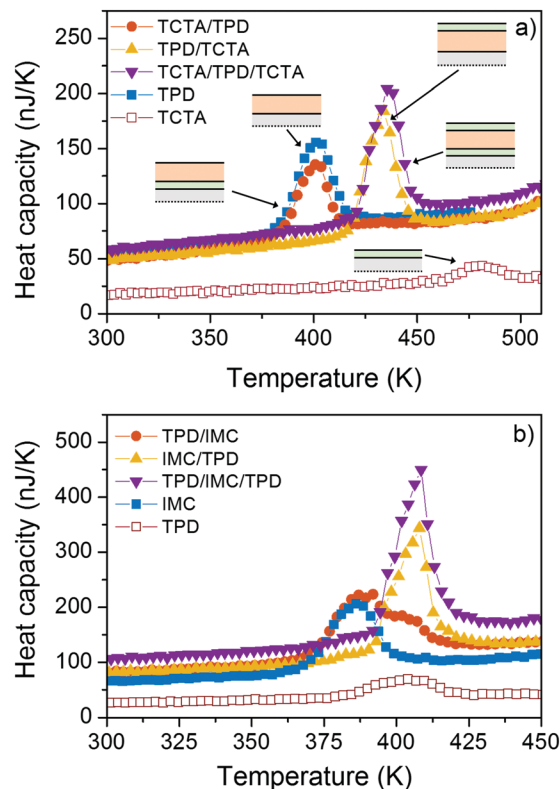 a)
TCTA/TPD
TPD/TCTA
TCTA/TPD/TCTA
TPD
TCTA
Heat capacity (nJ/K)
250
200
150
100
50
0
300
350
400
450
500
Temperature (K)
b)
TPD/IMC
IMC/TPD
TPD/IMC/TPD
IMC
TPD
Heat capacity (nJ/K)
500
400
300
200
100
0
300
325
350
375
400
425
450
Temperature (K)